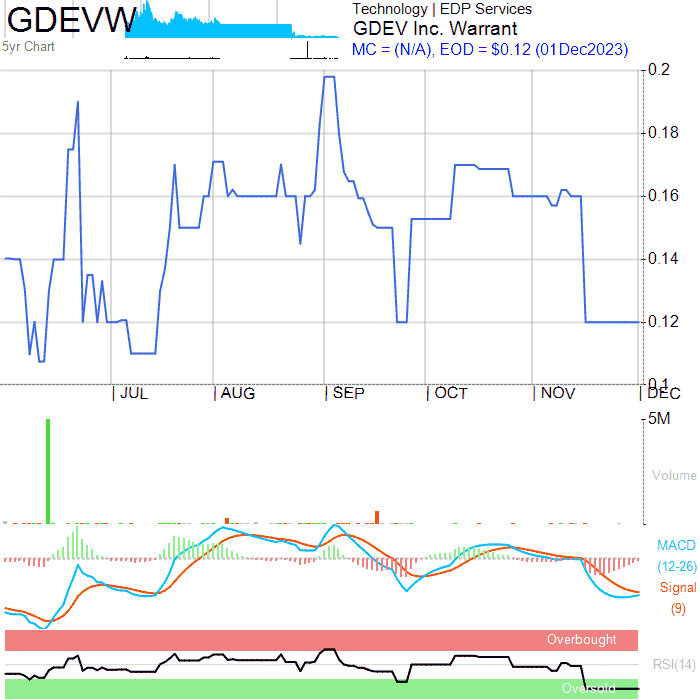 GDEVW
Technology | EDP Services
GDEV Inc. Warrant
5yr Chart
MC = (N/A), EOD = $0.12 (01Dec2023)
0.2
0.18
0.16
0.14
0.12
0.1
JUL AUG SEP OCT NOV DEC
5M
Volume
MACD
(12-26)
Signal
(9)
Overbought
RSI(14)
Oversold